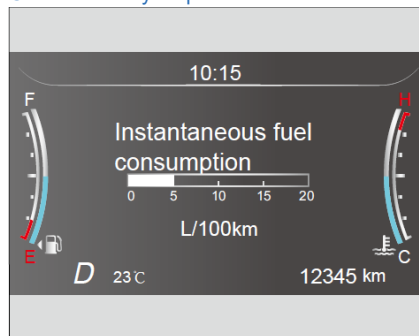 10:15
F
H
Instantaneous fuel
consumption
0 5 10 15 20
L/100km
E
C
D 23℃ 12345 km